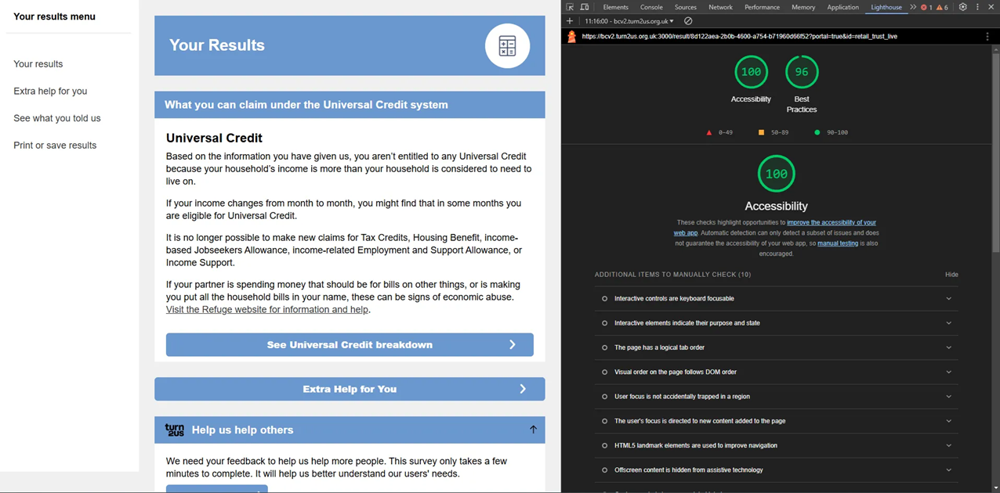 Your results menu
Your results
Extra help for you
See what you told us
Print or save results
Your Results
What you can claim under the Universal Credit system
Universal Credit
Based on the information you have given us, you aren’t entitled to any Universal Credit
because your household’s income is more than your household is considered to need to
live on.
If your income changes from month to month, you might find that in some months you
are eligible for Universal Credit.
It is no longer possible to make new claims for Tax Credits, Housing Benefit, income-
based Jobseekers Allowance, income-related Employment and Support Allowance, or
Income Support.
If your partner is spending money that should be for bills on other things, or is making
you put all the household bills in your name, these can be signs of economic abuse.
Visit the Refuge website for information and help.
See Universal Credit breakdown
Extra Help for You
turn2us Help us help others
We need your feedback to help us help more people. This survey only takes a few
minutes to complete. It will help us better understand our users' needs.
Elements Console Sources Network Performance Memory Application Lighthouse 1 6
11:16:00 - bcv2.turn2us.org.uk
https://bcv2.turn2us.org.uk:3000/result/8d122aea-2b0b-4600-a754-b71960d66f52?portal=true&id=retail_trust_live
100 96
Accessibility Best
Practices
0–49 50–89 90–100
100
Accessibility
These checks highlight opportunities to improve the accessibility of your
web app. Automatic detection can only detect a subset of issues and does
not guarantee the accessibility of your web app, so manual testing is also
encouraged.
ADDITIONAL ITEMS TO MANUALLY CHECK (10) Hide
Interactive controls are keyboard focusable
Interactive elements indicate their purpose and state
The page has a logical tab order
Visual order on the page follows DOM order
User focus is not accidentally trapped in a region
The user's focus is directed to new content added to the page
HTML5 landmark elements are used to improve navigation
Offscreen content is hidden from assistive technology